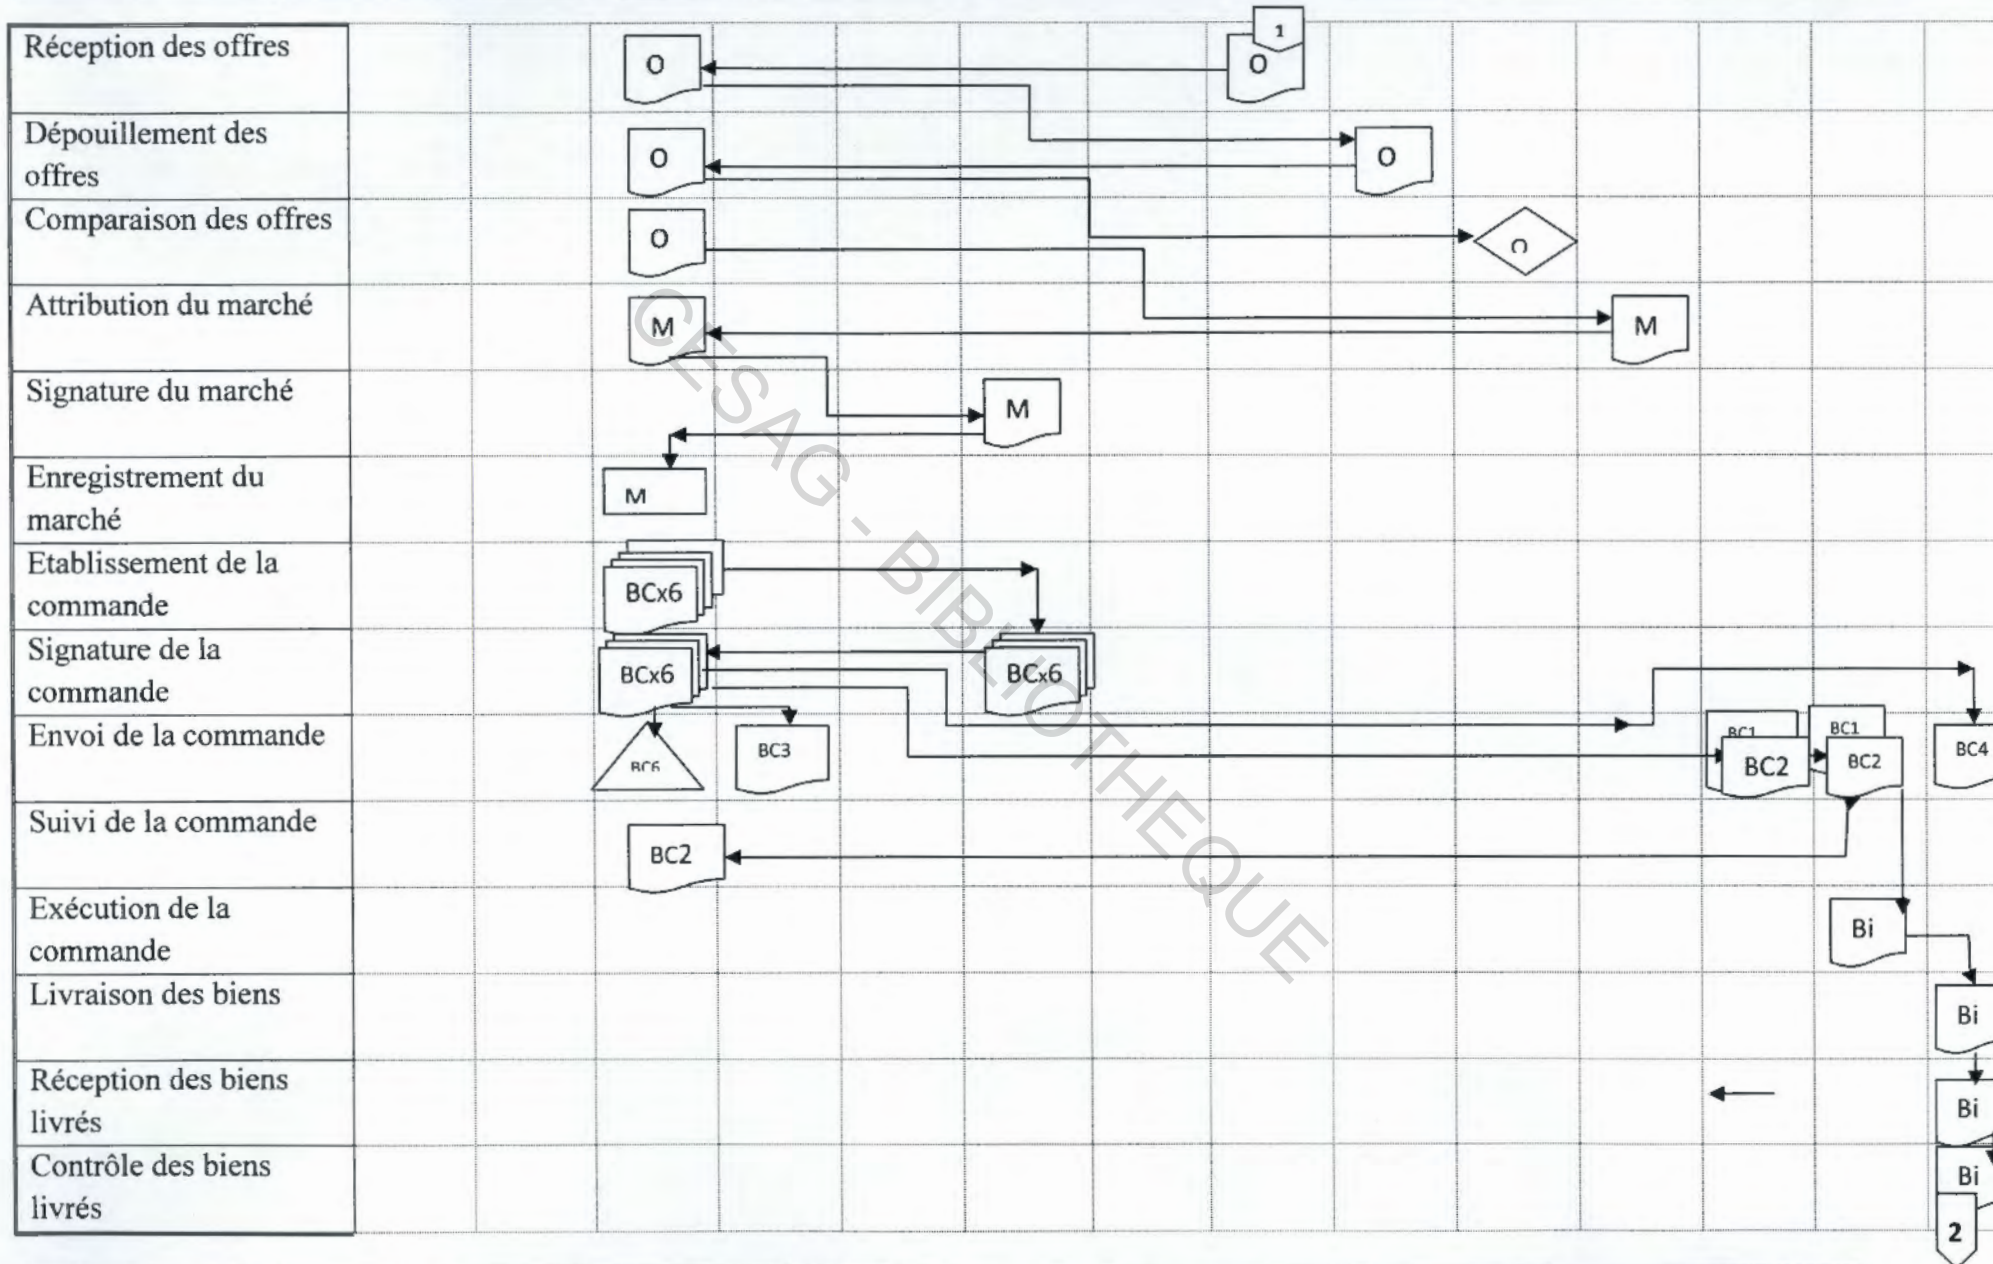 1
Réception des offres
O
O
Dépouillement des
offres
O
O
Comparaison des offres
O
O
Attribution du marché
M
M
Signature du marché
M
Enregistrement du
marché
M
Etablissement de la
commande
BCx6
Signature de la
commande
BCx6
BCx6
Envoi de la commande
BC6
BC3
BC1
BC2
BC1
BC2
BC4
Suivi de la commande
BC2
Exécution de la
commande
Bi
Livraison des biens
Bi
Réception des biens
livrés
Bi
Contrôle des biens
livrés
Bi
2
CESAG - BIBLIOTHEQUE